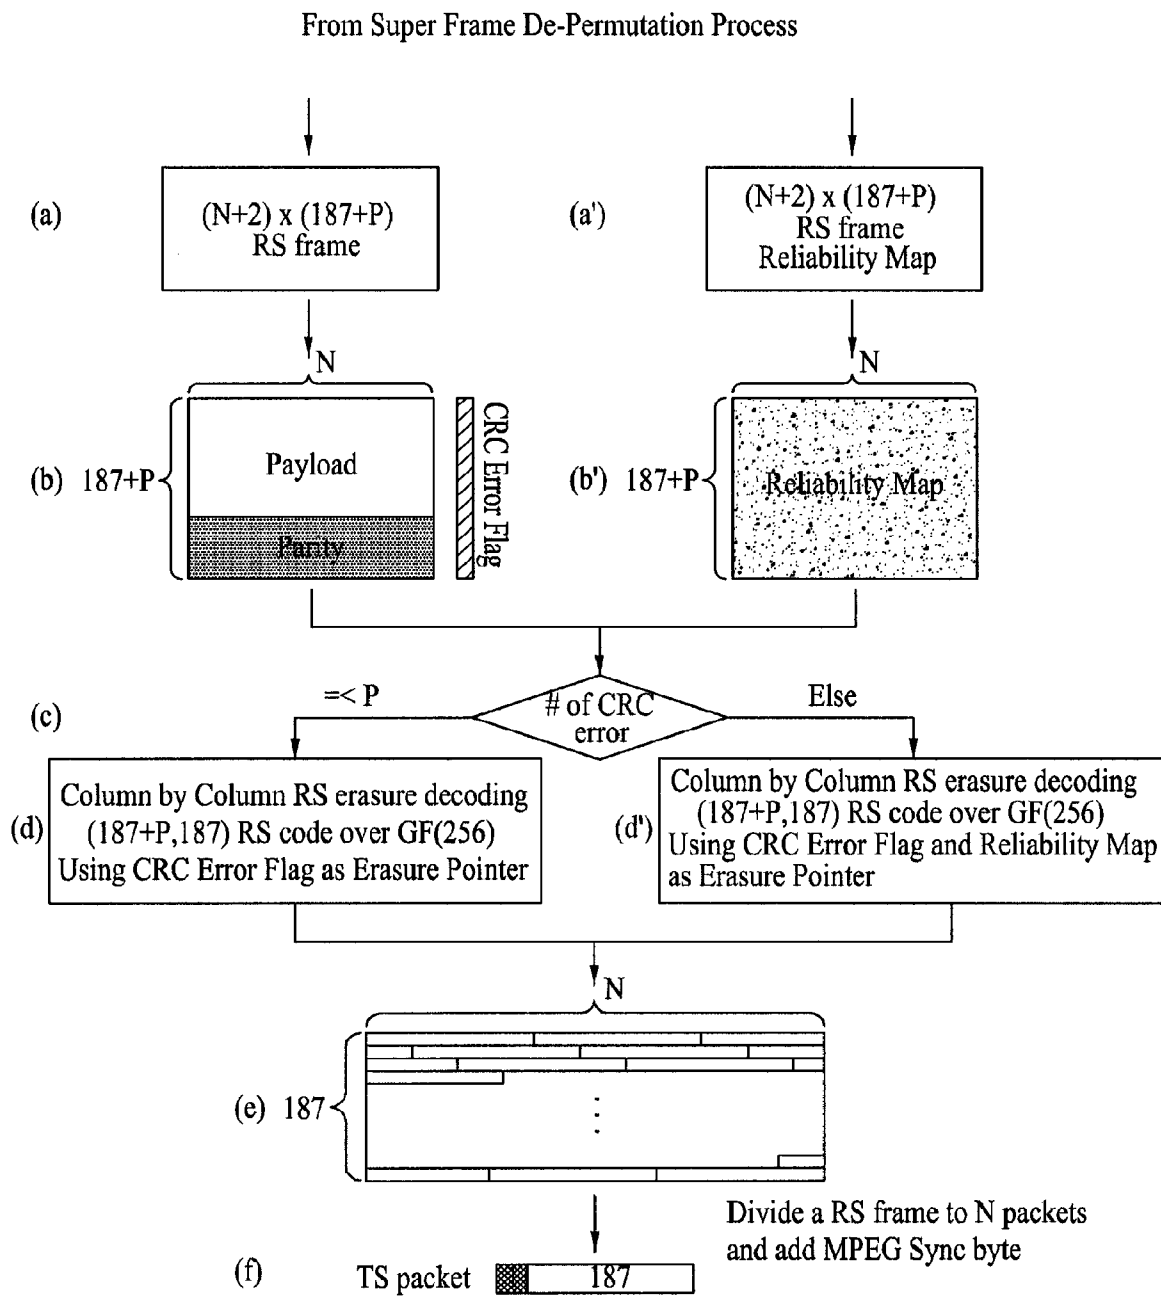 From Super Frame De-Permutation Process
(a)
(N+2) x (187+P)
RS frame
(a')
(N+2) x (187+P)
RS frame
Reliability Map
N
N
(b)
187+P
Payload
Parity
CRC Error Flag
(b')
187+P
Reliability Map
(c)
=< P
# of CRC
error
Else
(d)
Column by Column RS erasure decoding
(187+P,187) RS code over GF(256)
Using CRC Error Flag as Erasure Pointer
(d')
Column by Column RS erasure decoding
(187+P,187) RS code over GF(256)
Using CRC Error Flag and Reliability Map
as Erasure Pointer
N
(e)
187
Divide a RS frame to N packets
and add MPEG Sync byte
(f)
TS packet
187